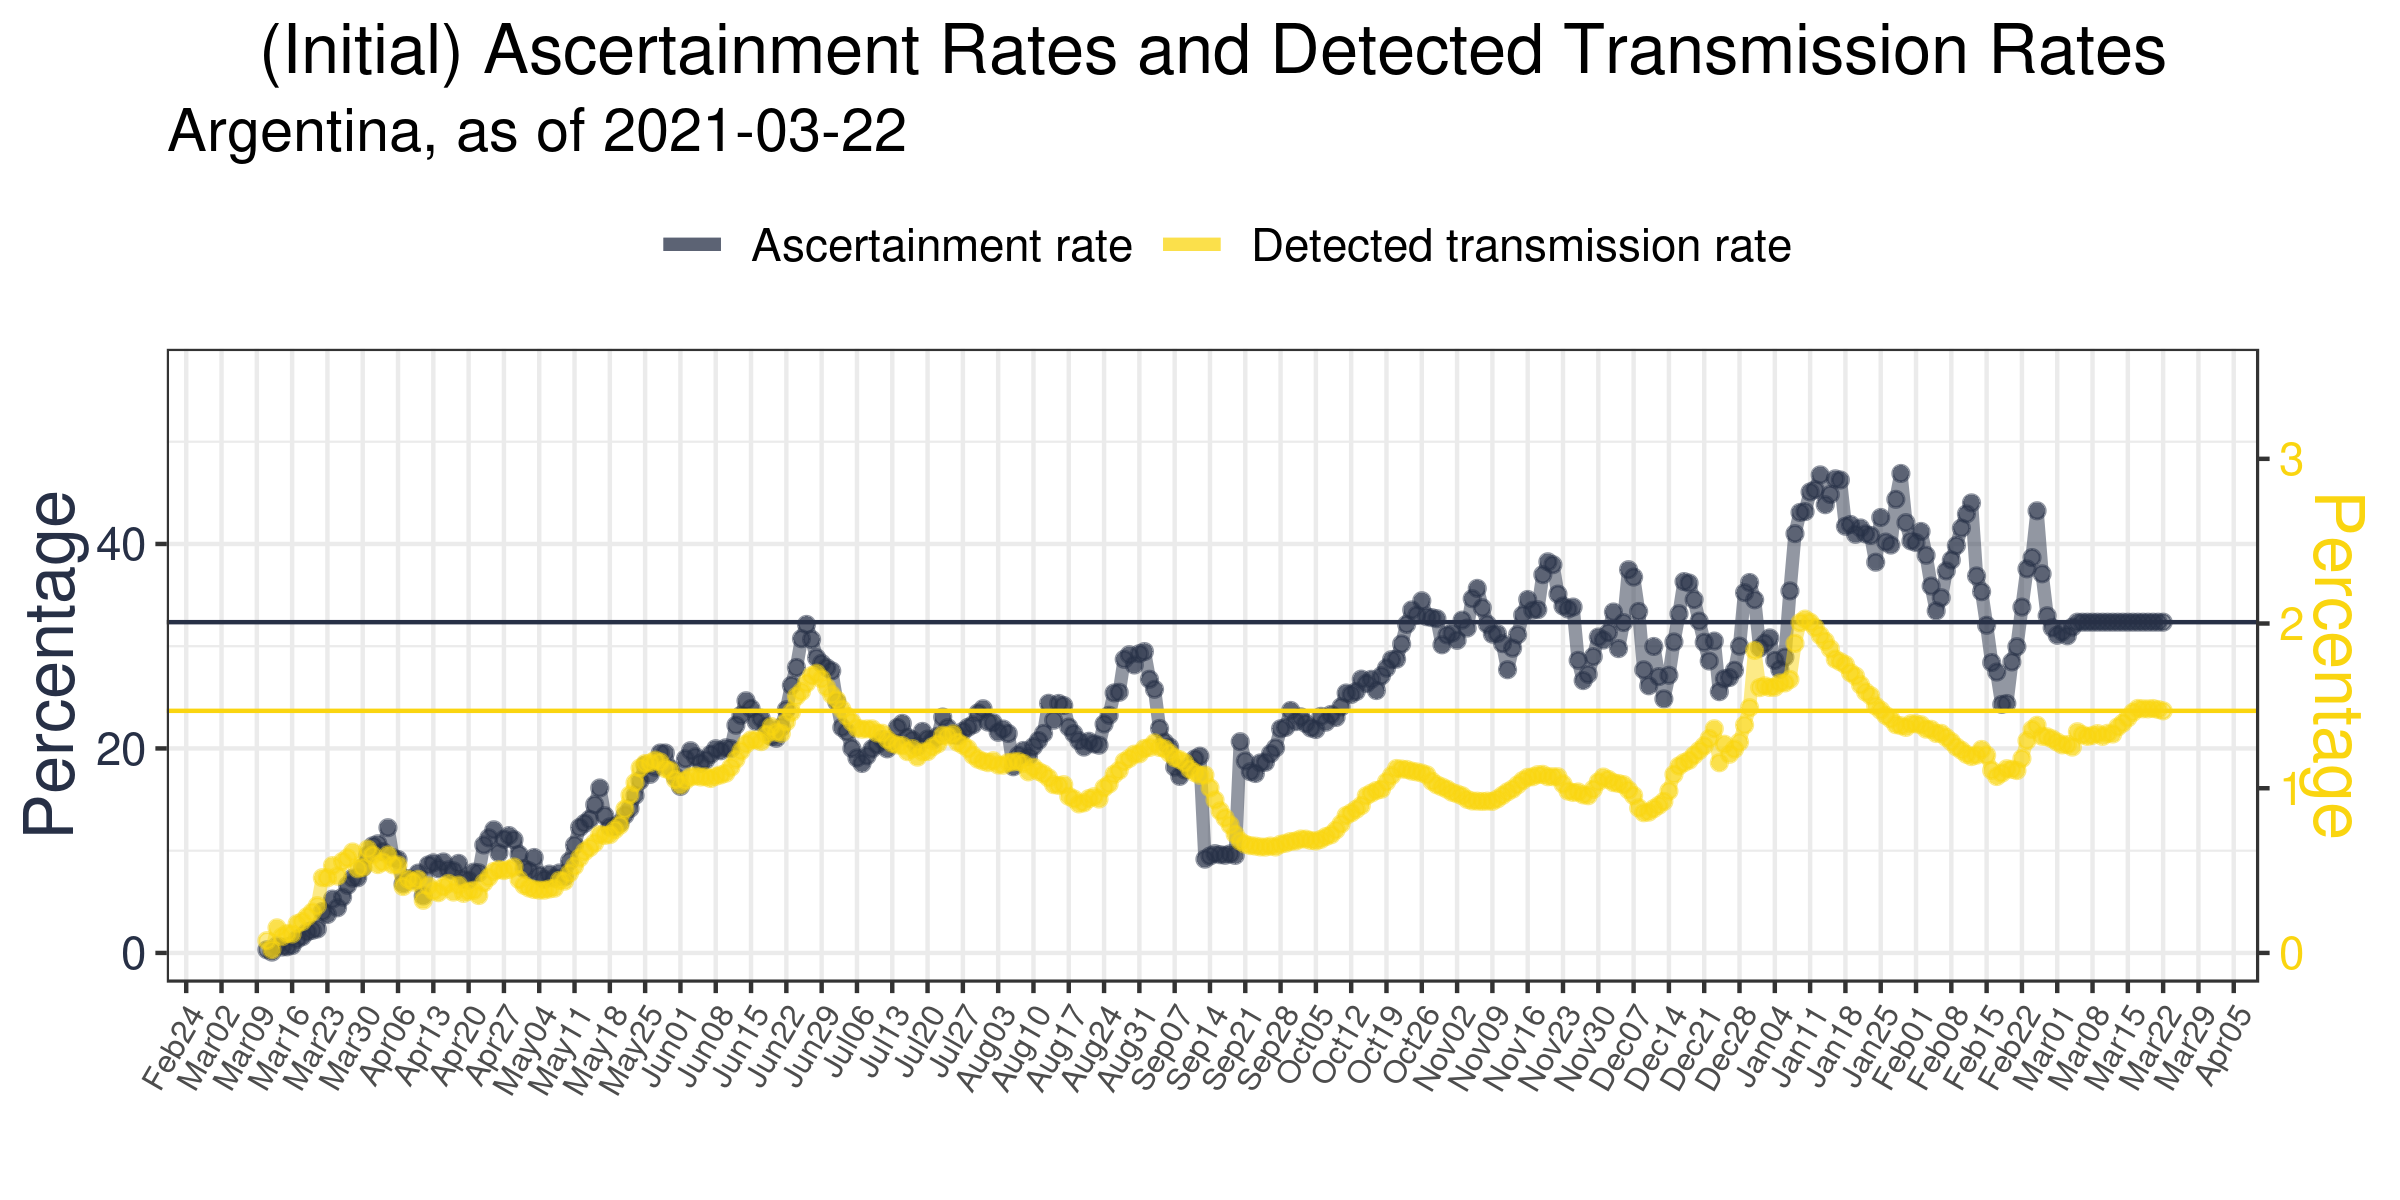 (Initial) Ascertainment Rates and Detected Transmission Rates
Argentina, as of 2021-03-22
Ascertainment rate Detected transmission rate
Percentage
40
20
0
3
2
1
0
Percentage
Feb24 Mar02 Mar09 Mar16 Mar23 Mar30 Apr06 Apr13 Apr20 Apr27 May04 May11 May18 May25 Jun01 Jun08 Jun15 Jun22 Jun29 Jul06 Jul13 Jul20 Jul27 Aug03 Aug10 Aug17 Aug24 Aug31 Sep07 Sep14 Sep21 Sep28 Oct05 Oct12 Oct19 Oct26 Nov02 Nov09 Nov16 Nov23 Nov30 Dec07 Dec14 Dec21 Dec28 Jan04 Jan11 Jan18 Jan25 Feb01 Feb08 Feb15 Feb22 Mar01 Mar08 Mar15 Mar22 Mar29 Apr05